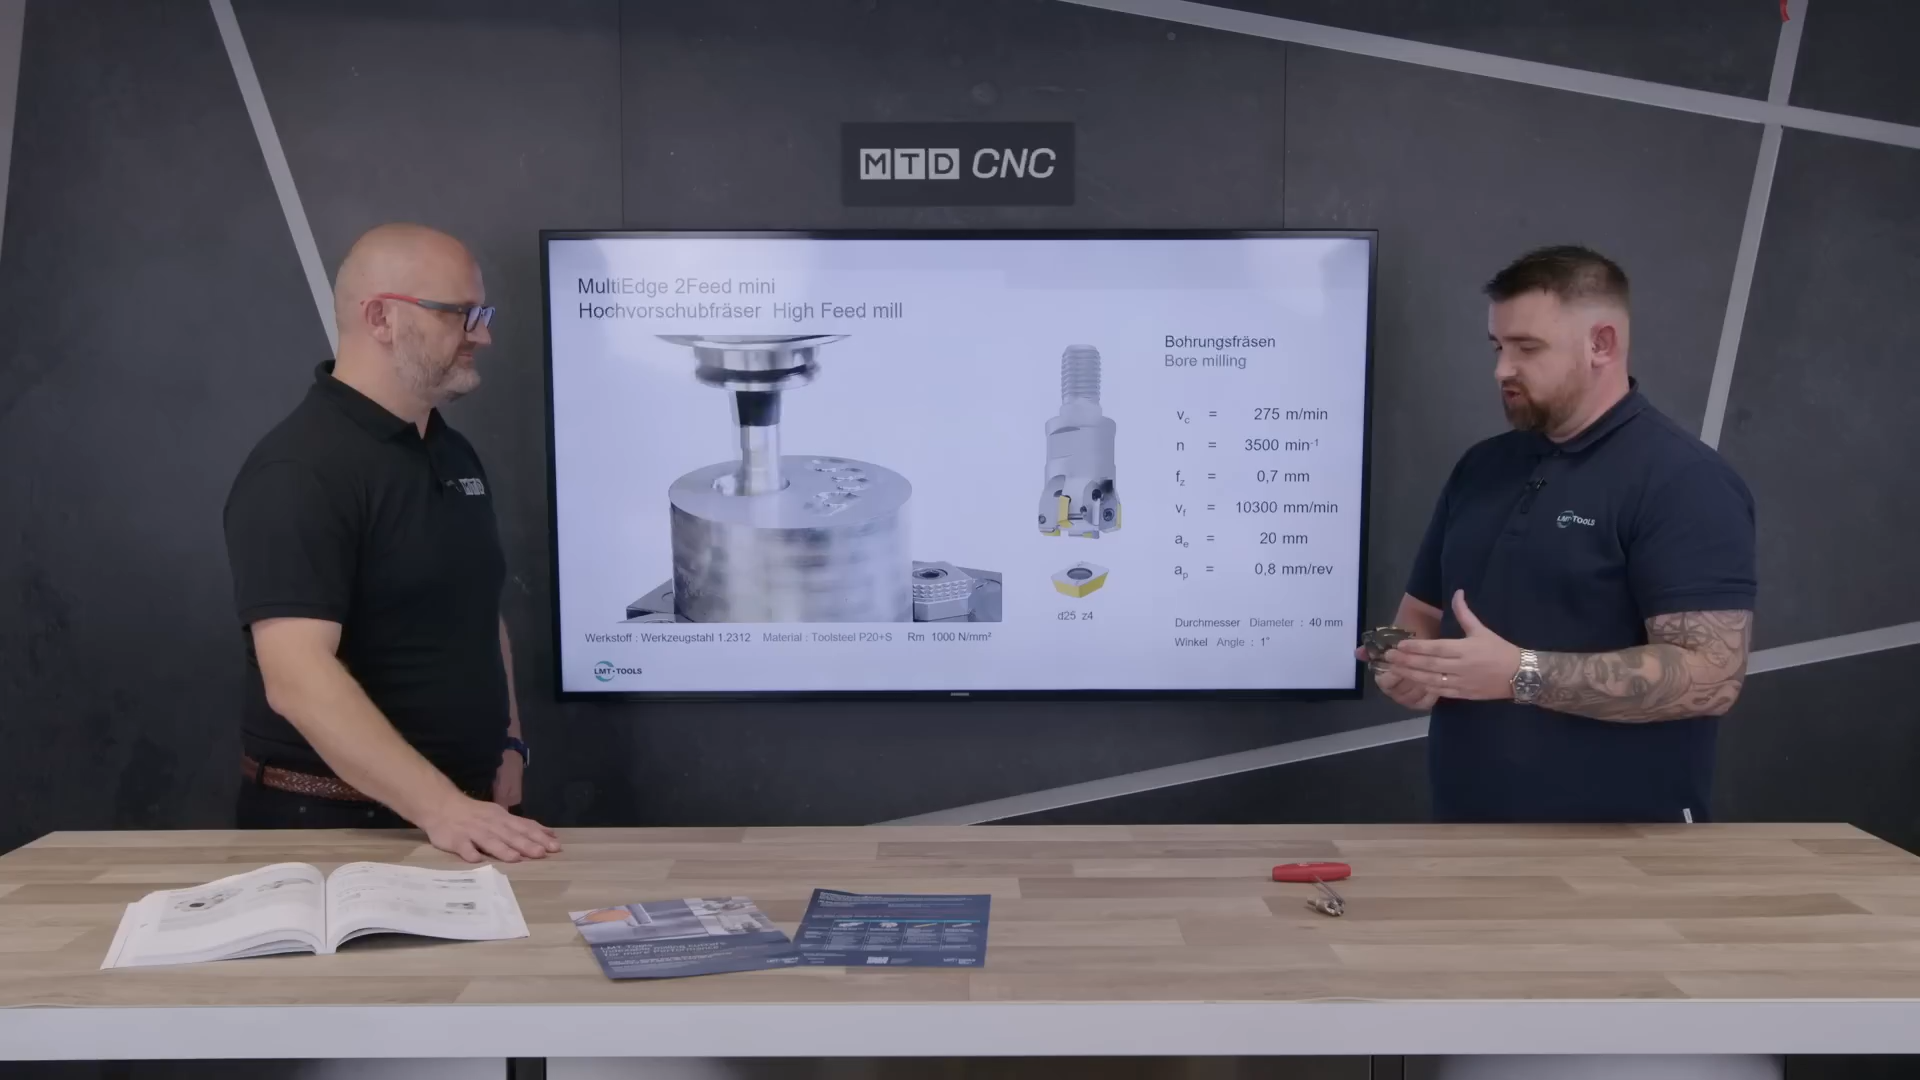 MTD CNC
MultiEdge 2Feed mini
Hochvorschubfräser High Feed mill
Bohrungsfräsen
Bore milling
vc = 275 m/min
n = 3500 min-1
fz = 0,7 mm
vf = 10300 mm/min
ae = 20 mm
ap = 0,8 mm/rev
d25 z4
Durchmesser Diameter : 40 mm
Winkel Angle : 1°
Werkstoff : Werkzeugstahl 1.2312 Material : Toolsteel P20+S Rm 1000 N/mm²
LMT•TOOLS
LMT•TOOLS
LMT Tools